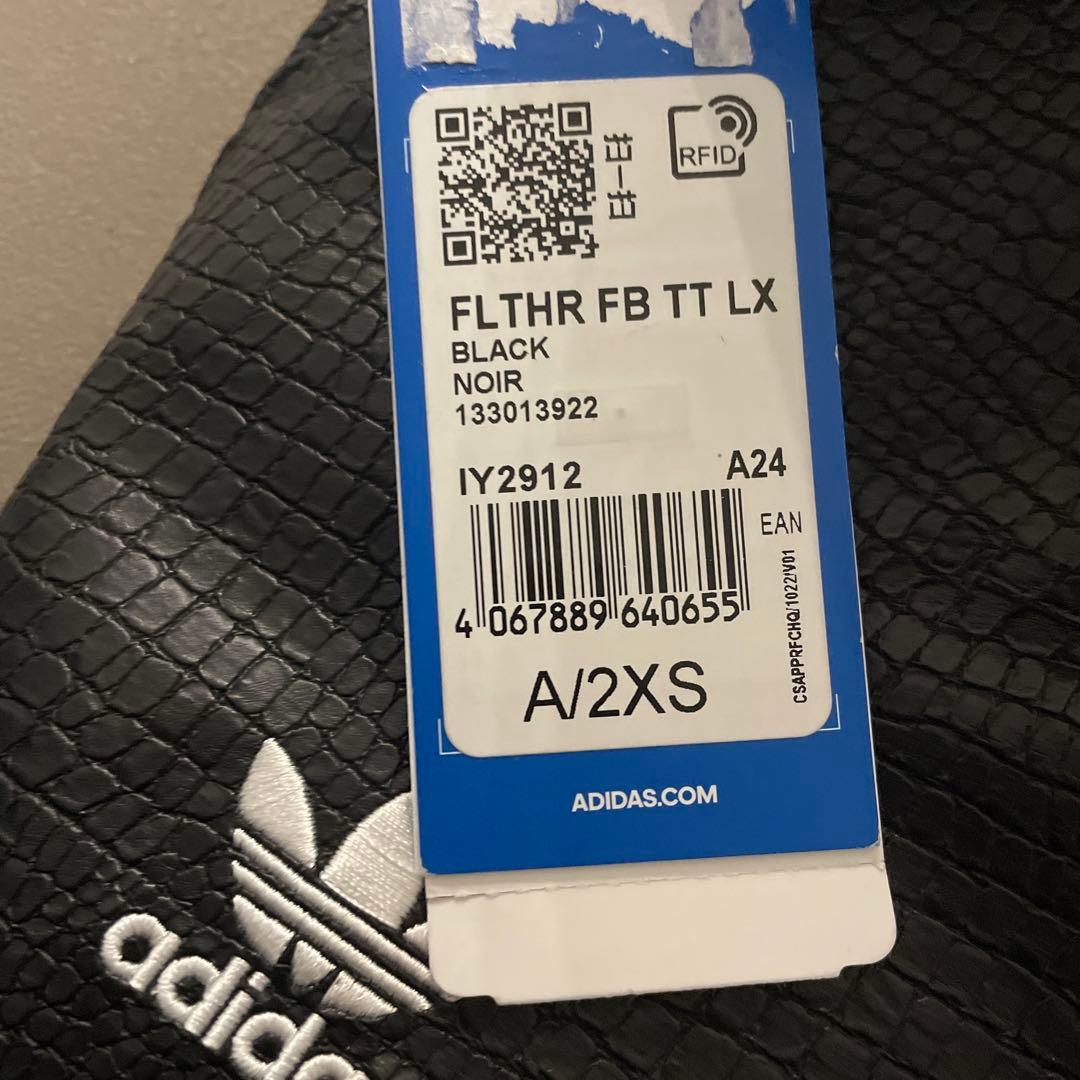 RFID
FLTHR FB TT LX
BLACK
NOIR
133013922
IY2912 A24
EAN
4 067889 640655
CSAPPRFCHQ/1022/V01
A/2XS
ADIDAS.COM
adidas